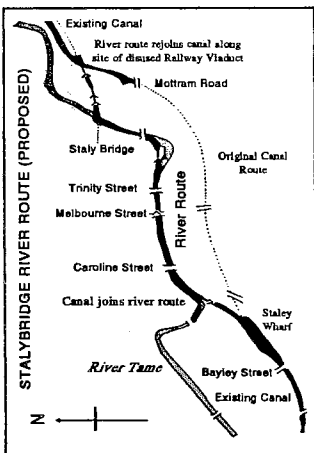 Existing Canal
River route rejoins canal along
site of disused Railway Viaduct
Mottram Road
Staly Bridge
Original Canal
Route
Trinity Street
Melbourne Street
River Route
Caroline Street
Canal joins river route
Staley
Wharf
River Tame
Bayley Street
Existing Canal
N
STALYBRIDGE RIVER ROUTE (PROPOSED)